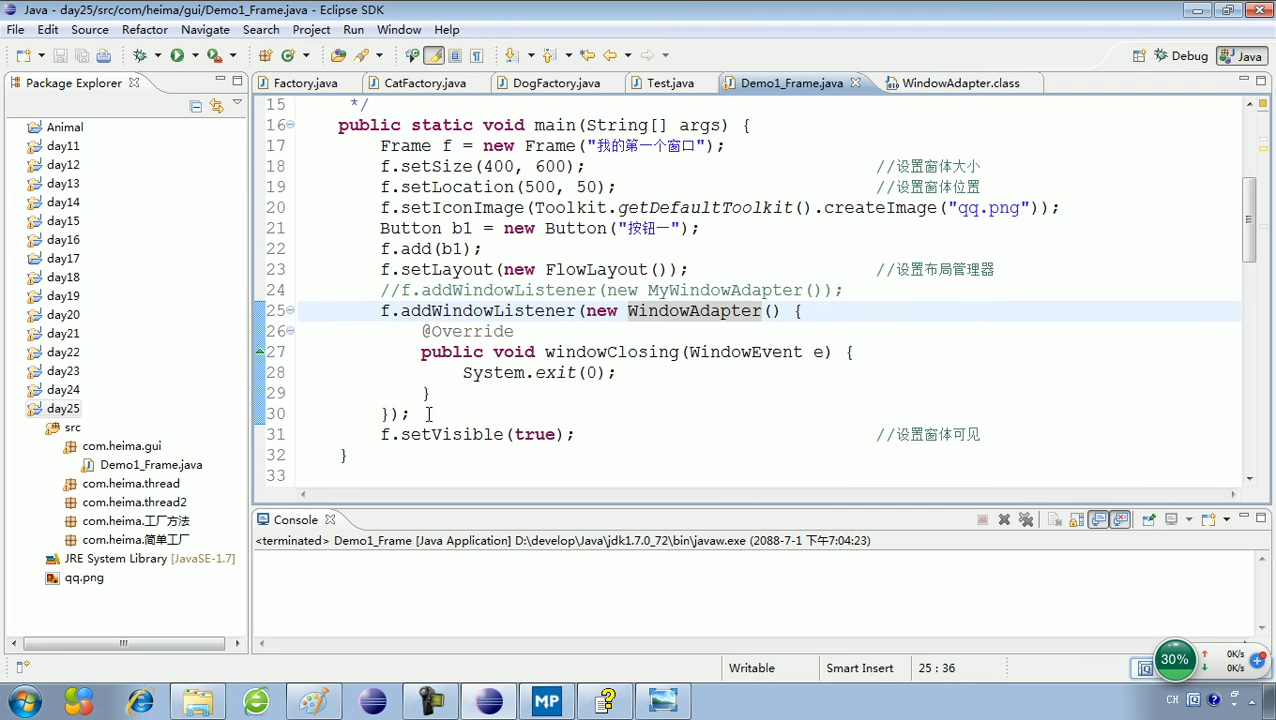 Java - day25/src/com/heima/gui/Demo1_Frame.java - Eclipse SDK
File Edit Source Refactor Navigate Search Project Run Window Help
Debug Java
Package Explorer
Factory.java CatFactory.java DogFactory.java Test.java Demo1_Frame.java WindowAdapter.class
Animal
day11
day12
day13
day14
day15
day16
day17
day18
day19
day20
day21
day22
day23
day24
day25
src
com.heima.gui
Demo1_Frame.java
com.heima.thread
com.heima.thread2
com.heima.工厂方法
com.heima.简单工厂
JRE System Library [JavaSE-1.7]
qq.png
15 */
16 public static void main(String[] args) {
17 Frame f = new Frame("我的第一个窗口");
18 f.setSize(400, 600); //设置窗体大小
19 f.setLocation(500, 50); //设置窗体位置
20 f.setIconImage(Toolkit.getDefaultToolkit().createImage("qq.png"));
21 Button b1 = new Button("按钮一");
22 f.add(b1);
23 f.setLayout(new FlowLayout()); //设置布局管理器
24 //f.addWindowListener(new MyWindowAdapter());
25 f.addWindowListener(new WindowAdapter() {
26 @Override
27 public void windowClosing(WindowEvent e) {
28 System.exit(0);
29 }
30 });
31 f.setVisible(true); //设置窗体可见
32 }
33
Console
<terminated> Demo1_Frame [Java Application] D:\develop\Java\jdk1.7.0_72\bin\javaw.exe (2088-7-1 下午7:04:23)
Writable Smart Insert 25 : 36
30% 0K/s
0K/s
MP CH